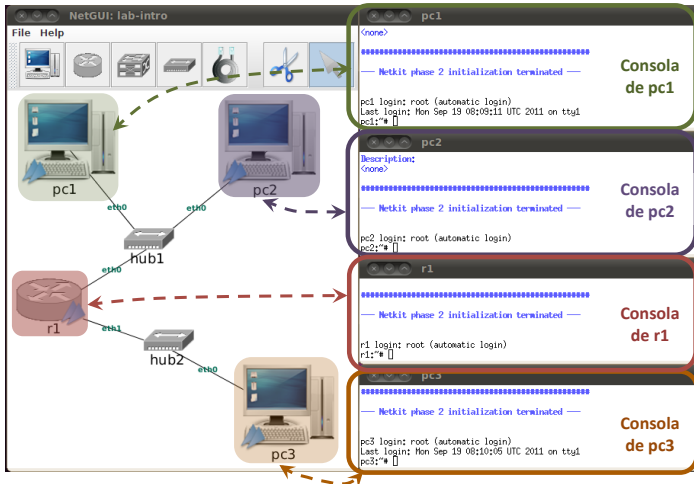 NetGUI: lab-intro
File Help
pc1
eth0
pc2
eth0
hub1
eth0
r1
eth1
hub2
eth0
pc3
pc1
<none>
── Netkit phase 2 initialization terminated ──
pc1 login: root (automatic login)
Last login: Mon Sep 19 08:09:11 UTC 2011 on tty1
pc1:~#
Consola
de pc1
pc2
Description:
<none>
── Netkit phase 2 initialization terminated ──
pc2 login: root (automatic login)
pc2:~#
Consola
de pc2
r1
── Netkit phase 2 initialization terminated ──
r1 login: root (automatic login)
r1:~#
Consola
de r1
pc3
── Netkit phase 2 initialization terminated ──
pc3 login: root (automatic login)
Last login: Mon Sep 19 08:10:05 UTC 2011 on tty1
pc3:~#
Consola
de pc3